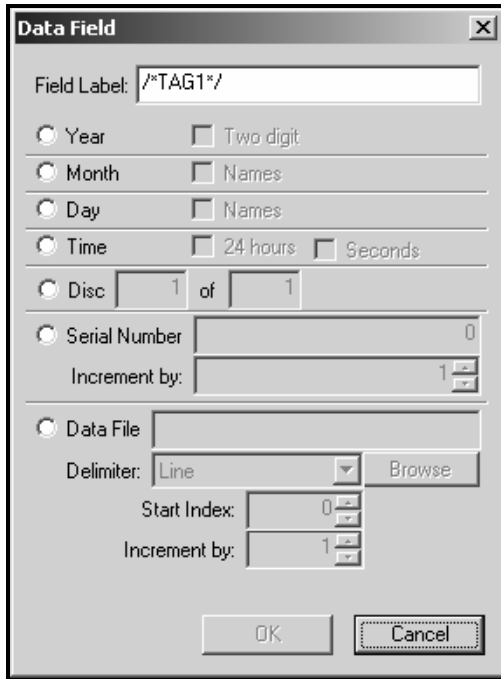 Data Field
Field Label: /*TAG1*/
Year Two digit
Month Names
Day Names
Time 24 hours Seconds
Disc 1 of 1
Serial Number 0
Increment by: 1
Data File
Delimiter: Line Browse
Start Index: 0
Increment by: 1
OK Cancel